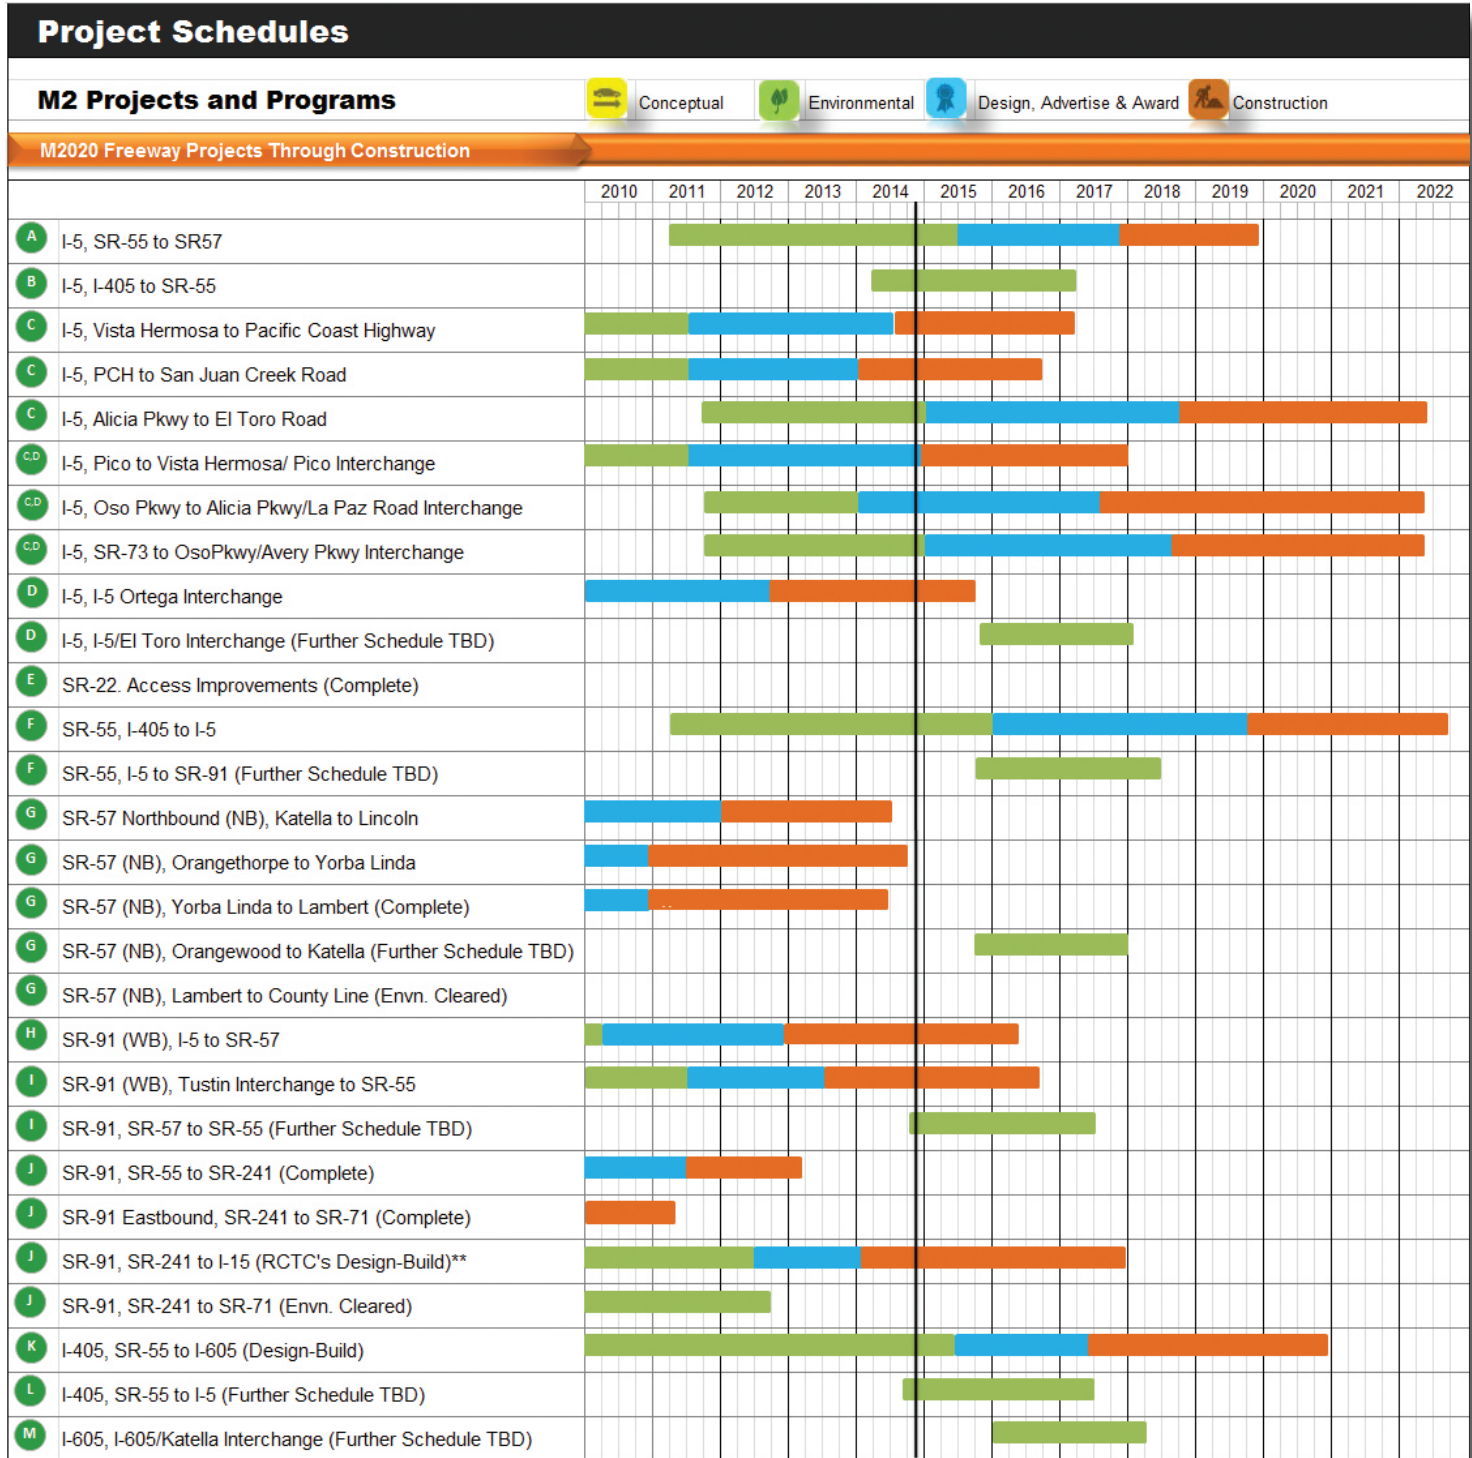 Project Schedules
M2 Projects and Programs
Conceptual
Environmental
Design, Advertise & Award
Construction
M2020 Freeway Projects Through Construction
2010 2011 2012 2013 2014 2015 2016 2017 2018 2019 2020 2021 2022
A I-5, SR-55 to SR57
B I-5, I-405 to SR-55
C I-5, Vista Hermosa to Pacific Coast Highway
C I-5, PCH to San Juan Creek Road
C I-5, Alicia Pkwy to El Toro Road
C,D I-5, Pico to Vista Hermosa/ Pico Interchange
C,D I-5, Oso Pkwy to Alicia Pkwy/La Paz Road Interchange
C,D I-5, SR-73 to OsoPkwy/Avery Pkwy Interchange
D I-5, I-5 Ortega Interchange
D I-5, I-5/El Toro Interchange (Further Schedule TBD)
E SR-22. Access Improvements (Complete)
F SR-55, I-405 to I-5
F SR-55, I-5 to SR-91 (Further Schedule TBD)
G SR-57 Northbound (NB), Katella to Lincoln
G SR-57 (NB), Orangethorpe to Yorba Linda
G SR-57 (NB), Yorba Linda to Lambert (Complete)
G SR-57 (NB), Orangewood to Katella (Further Schedule TBD)
G SR-57 (NB), Lambert to County Line (Envn. Cleared)
H SR-91 (WB), I-5 to SR-57
I SR-91 (WB), Tustin Interchange to SR-55
I SR-91, SR-57 to SR-55 (Further Schedule TBD)
J SR-91, SR-55 to SR-241 (Complete)
J SR-91 Eastbound, SR-241 to SR-71 (Complete)
J SR-91, SR-241 to I-15 (RCTC's Design-Build)**
J SR-91, SR-241 to SR-71 (Envn. Cleared)
K I-405, SR-55 to I-605 (Design-Build)
L I-405, SR-55 to I-5 (Further Schedule TBD)
M I-605, I-605/Katella Interchange (Further Schedule TBD)